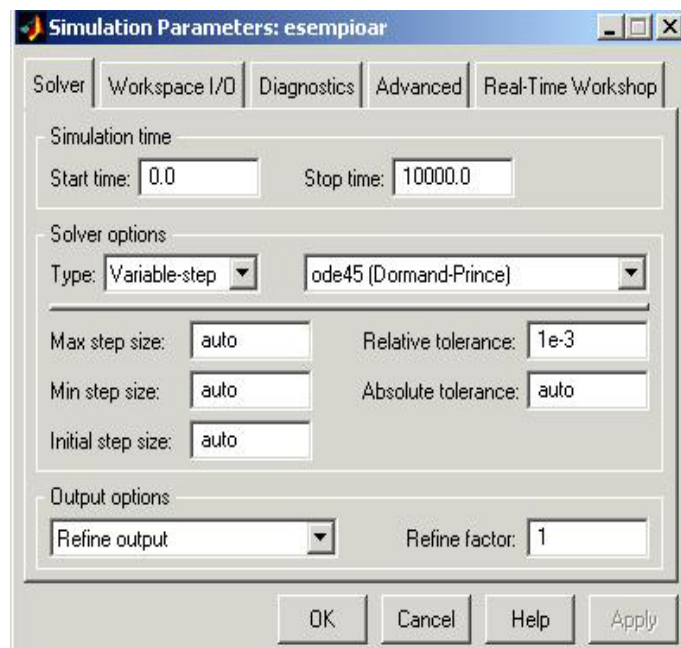 Simulation Parameters: esempioar
Solver Workspace I/O Diagnostics Advanced Real-Time Workshop
Simulation time
Start time: 0.0 Stop time: 10000.0
Solver options
Type: Variable-step ode45 (Dormand-Prince)
Max step size: auto Relative tolerance: 1e-3
Min step size: auto Absolute tolerance: auto
Initial step size: auto
Output options
Refine output Refine factor: 1
OK Cancel Help Apply